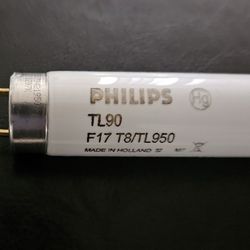 PHILIPS
Hg
TL90
F17 T8/TL950
MADE IN HOLLAND